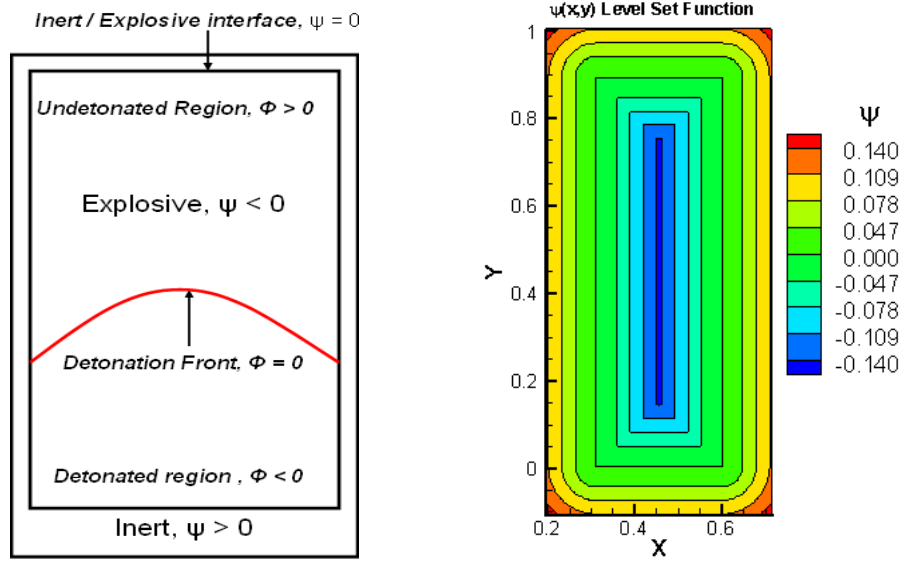 Inert / Explosive interface, ψ = 0
Undetonated Region, Φ > 0
Explosive, ψ < 0
Detonation Front, Φ = 0
Detonated region , Φ < 0
Inert, ψ > 0
ψ(x,y) Level Set Function
1
0.8
0.6
0.4
0.2
0
Y
0.2
0.4
0.6
X
ψ
0.140
0.109
0.078
0.047
0.000
-0.047
-0.078
-0.109
-0.140